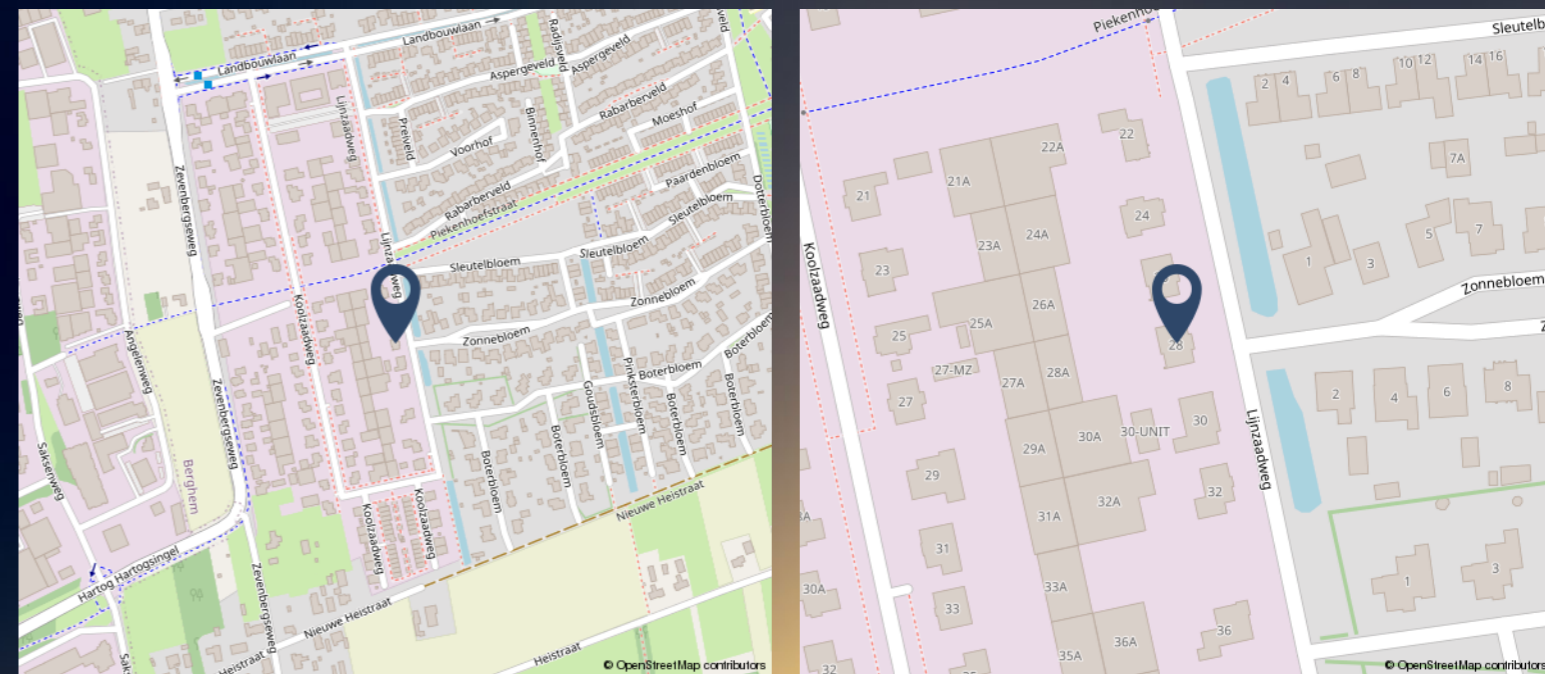 Landbouwlaan
Landbouwlaan
Radijsveld
Aspergeveld
Aspergeveld
Lijnzaadweg
Preiveld
Voorhof
Binnenhof
Rabarberveld
Moeshof
Zevenbergseweg
Rabarberveld
Piekenhoefstraat
Paardenbloem
Sleutelbloem
Sleutelbloem
Sleutelbloem
Zonnebloem
Zonnebloem
Koolzaadweg
Angelenweg
Zevenbergseweg
Boterbloem
Boterbloem
Goudsbloem
Pinksterbloem
Boterbloem
Boterbloem
Boterbloem
Boterbloem
Saksenweg
Berghem
Koolzaadweg
Koolzaadweg
Nieuwe Heistraat
Hartog Hartogsingel
Zevenbergseweg
Nieuwe Heistraat
Heistraat
Heistraat
© OpenStreetMap contributors
Sleutelb
2 4 6 8 10 12 14 16
22
22A
21A
21
7A
24
24A
23A
23
5
7
1
3
Koolzaadweg
Zonnebloem
26A
25A
25
28
27-MZ
27A
28A
27
2
4
6
8
30
30A
30-UNIT
29A
Lijnzaadweg
29
32
32A
31A
31
33A
30A
33
1
3
36
36A
35A
32
© OpenStreetMap contributors